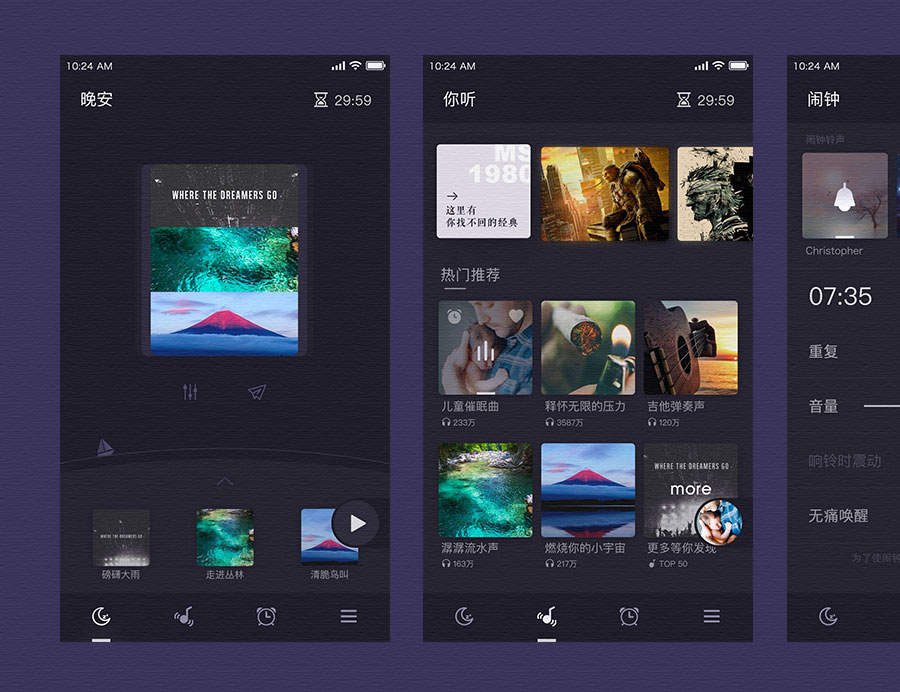 10:24 AM
晚安
29:59
WHERE THE DREAMERS GO
磅礴大雨
走进丛林
清脆鸟叫
10:24 AM
你听
29:59
MS
1980
这里有
你找不回的经典
热门推荐
儿童催眠曲
233万
释怀无限的压力
3587万
吉他弹奏声
120万
WHERE THE DREAMERS GO
more
潺潺流水声
163万
燃烧你的小宇宙
217万
更多等你发现
TOP 50
10:24 AM
闹钟
闹钟铃声
Christopher
07:35
重复
音量
响铃时震动
无痛唤醒
为了使闹